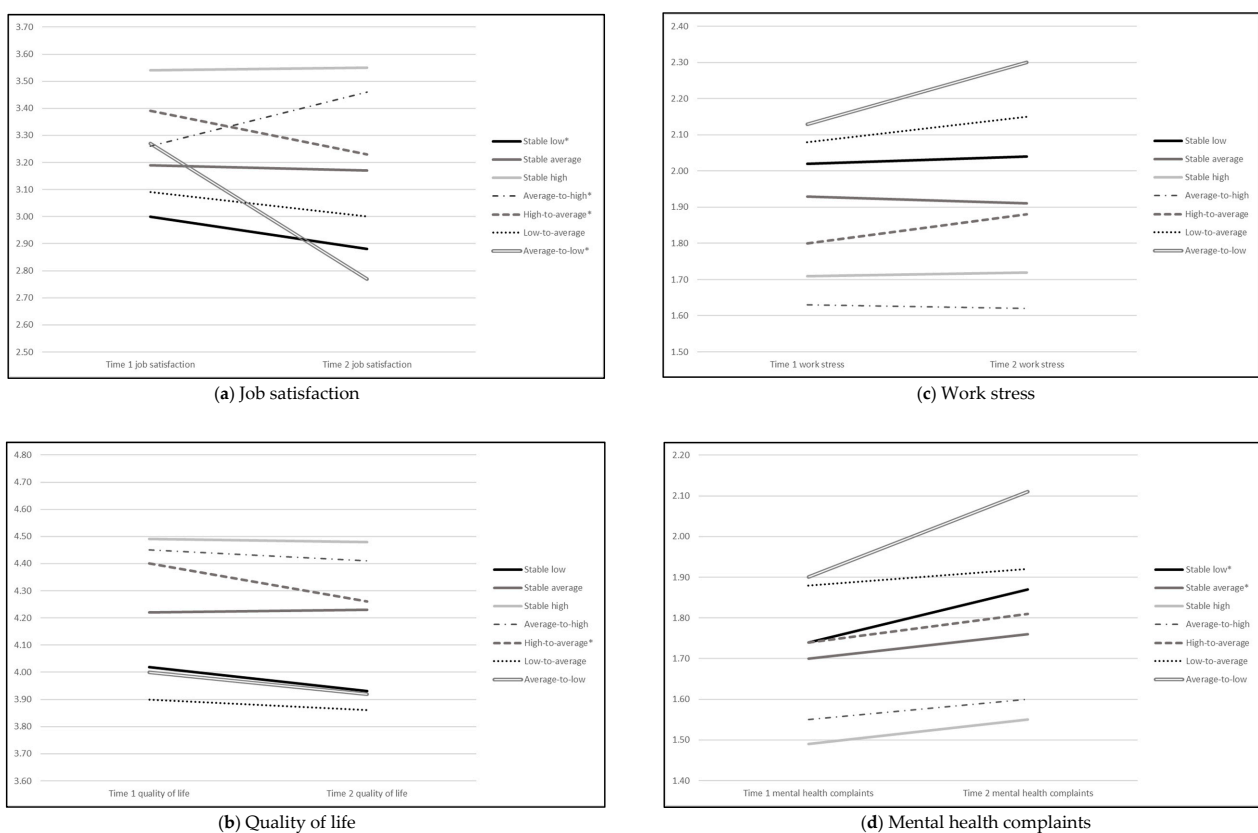 3.70
3.60
3.50
3.40
3.30
3.20
3.10
3.00
2.90
2.80
2.70
2.60
2.50
Time 1 job satisfaction
Time 2 job satisfaction
Stable low*
Stable average
Stable high
Average-to-high*
High-to-average*
Low-to-average
Average-to-low*
(a) Job satisfaction
2.40
2.30
2.20
2.10
2.00
1.90
1.80
1.70
1.60
1.50
Time 1 work stress
Time 2 work stress
Stable low
Stable average
Stable high
Average-to-high
High-to-average
Low-to-average
Average-to-low
(c) Work stress
4.80
4.70
4.60
4.50
4.40
4.30
4.20
4.10
4.00
3.90
3.80
3.70
3.60
Time 1 quality of life
Time 2 quality of life
Stable low
Stable average
Stable high
Average-to-high
High-to-average*
Low-to-average
Average-to-low
(b) Quality of life
2.20
2.10
2.00
1.90
1.80
1.70
1.60
1.50
1.40
Time 1 mental health complaints
Time 2 mental health complaints
Stable low*
Stable average*
Stable high
Average-to-high
High-to-average
Low-to-average
Average-to-low
(d) Mental health complaints